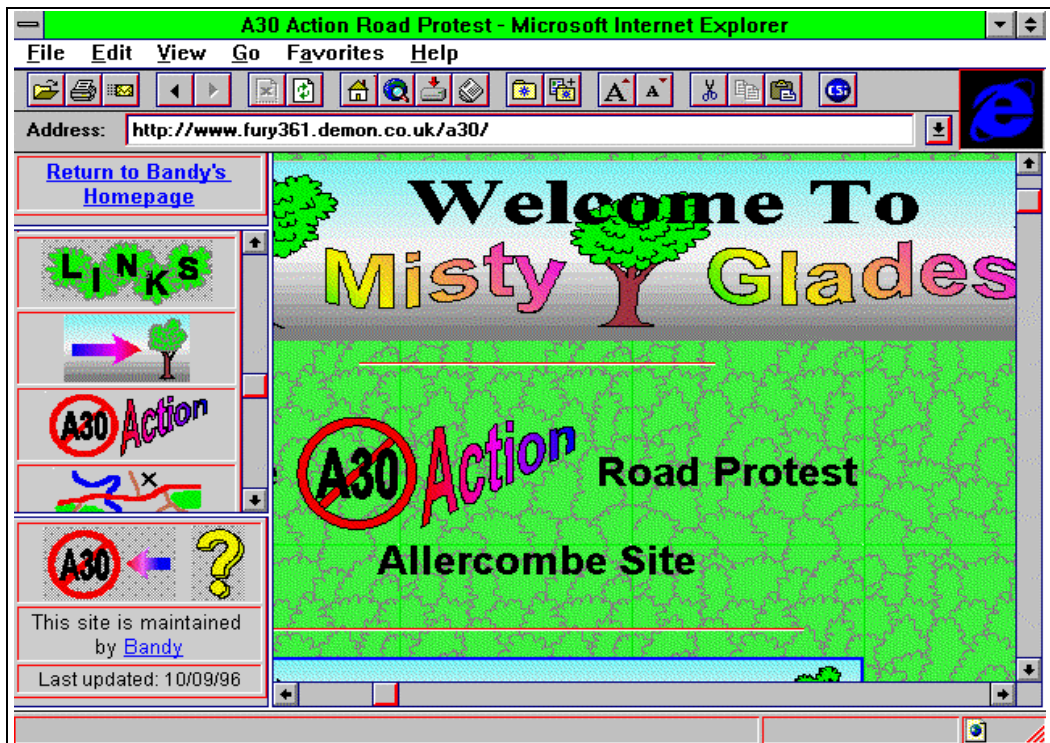 A30 Action Road Protest - Microsoft Internet Explorer
File Edit View Go Favorites Help
A A CSi
Address: http://www.fury361.demon.co.uk/a30/
Return to Bandy's
Homepage
LINKS
A30 Action
A30 ?
This site is maintained
by Bandy
Last updated: 10/09/96
Welcome To
Misty Glades
A30 Action Road Protest
Allercombe Site